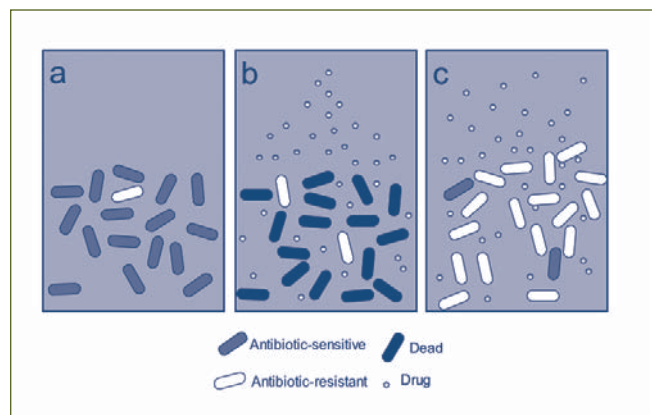 a
b
c
Antibiotic-sensitive
Dead
Antibiotic-resistant
Drug